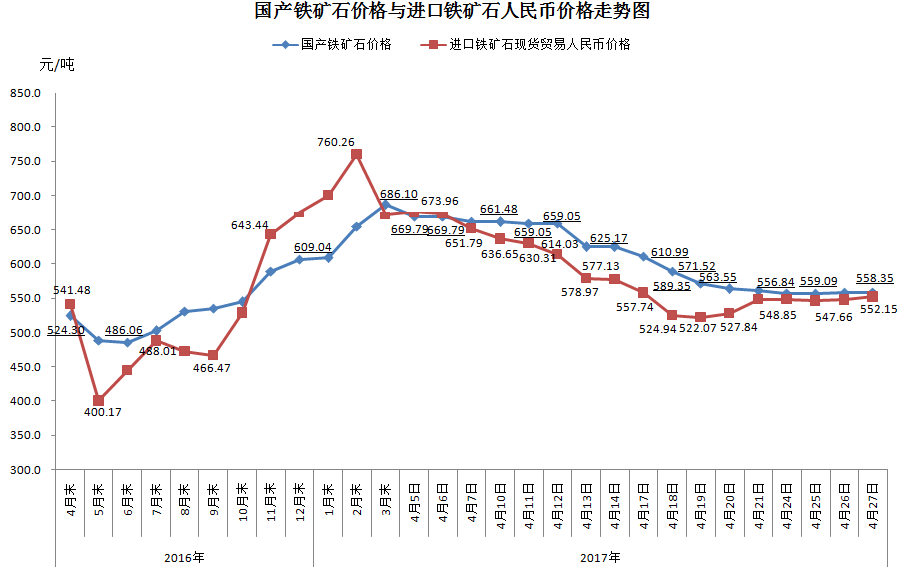 国产铁矿石价格与进口铁矿石人民币价格走势图
国产铁矿石价格 进口铁矿石现货贸易人民币价格
元/吨
850.0
800.0
750.0
700.0
650.0
600.0
550.0
500.0
450.0
400.0
350.0
300.0
760.26
686.10
673.96
661.48
659.05
643.44
669.79
669.79
659.05
625.17
651.79
614.03
609.04
636.65
630.31
610.99
577.13
571.52
541.48
578.97
589.35
563.55
556.84
559.09
558.35
557.74
548.85
547.66
552.15
524.30
486.06
524.94
522.07
527.84
488.01
466.47
400.17
4月末
5月末
6月末
7月末
8月末
9月末
10月末
11月末
12月末
1月末
2月末
3月末
4月5日
4月6日
4月7日
4月10日
4月11日
4月12日
4月13日
4月14日
4月17日
4月18日
4月19日
4月20日
4月21日
4月24日
4月25日
4月26日
4月27日
2016年 2017年